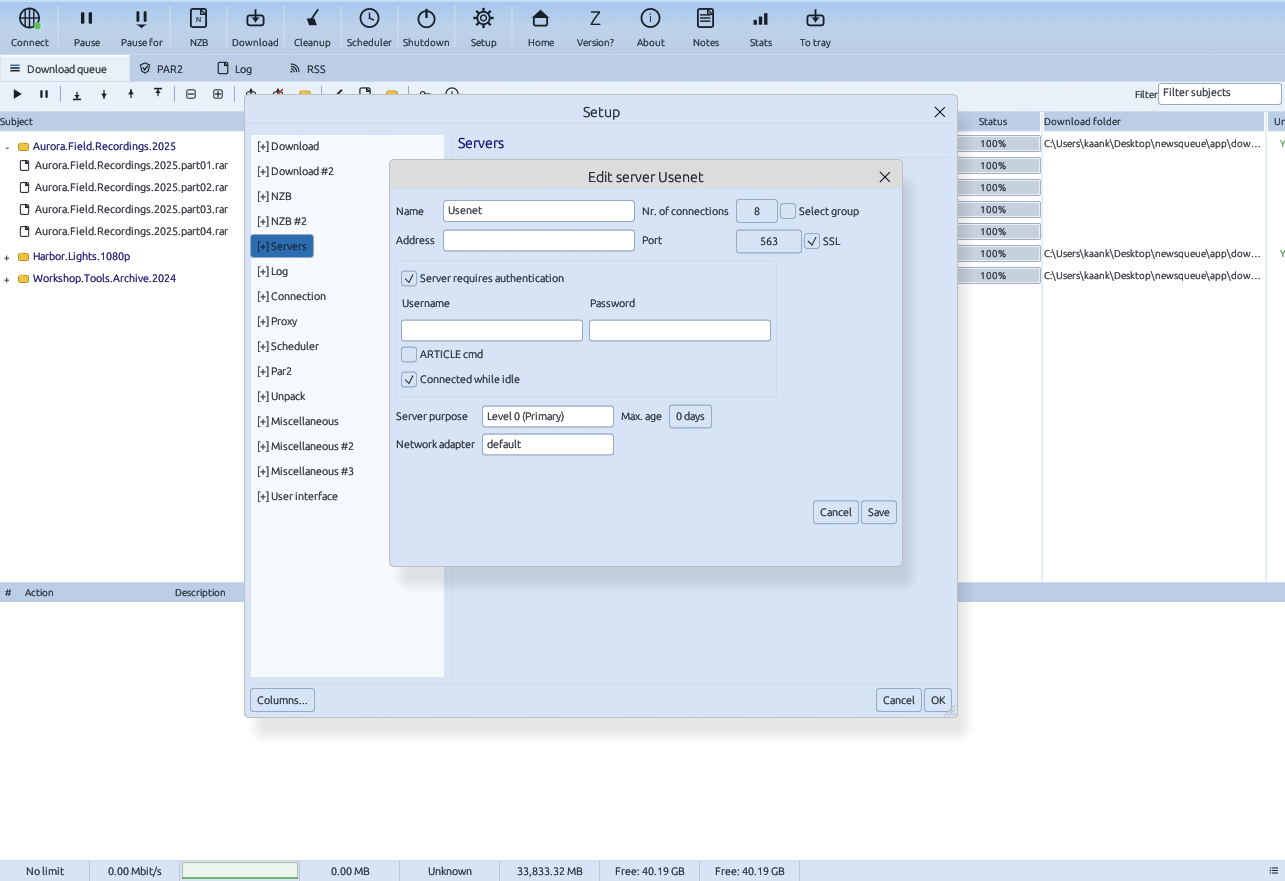 Connect Pause Pause for NZB Download Cleanup Scheduler Shutdown Setup Home Version? About Notes Stats To tray
Download queue PAR2 Log RSS
Filter Filter subjects
Subject Status Download folder
Aurora.Field.Recordings.2025 100% C:\Users\kaank\Desktop\newsqueue\app\dow...
Aurora.Field.Recordings.2025.part01.rar 100%
Aurora.Field.Recordings.2025.part02.rar 100%
Aurora.Field.Recordings.2025.part03.rar 100%
Aurora.Field.Recordings.2025.part04.rar 100%
Harbor.Lights.1080p 100% C:\Users\kaank\Desktop\newsqueue\app\dow...
Workshop.Tools.Archive.2024 100% C:\Users\kaank\Desktop\newsqueue\app\dow...
Setup
[+] Download
[+] Download #2
[+] NZB
[+] NZB #2
[+] Servers
[+] Log
[+] Connection
[+] Proxy
[+] Scheduler
[+] Par2
[+] Unpack
[+] Miscellaneous
[+] Miscellaneous #2
[+] Miscellaneous #3
[+] User interface
Servers
Edit server Usenet
Name Usenet Nr. of connections 8 Select group
Address Port 563 SSL
Server requires authentication
Username Password
ARTICLE cmd
Connected while idle
Server purpose Level 0 (Primary) Max. age 0 days
Network adapter default
Cancel Save
Columns... Cancel OK
# Action Description
No limit 0.00 Mbit/s 0.00 MB Unknown 33,833.32 MB Free: 40.19 GB Free: 40.19 GB